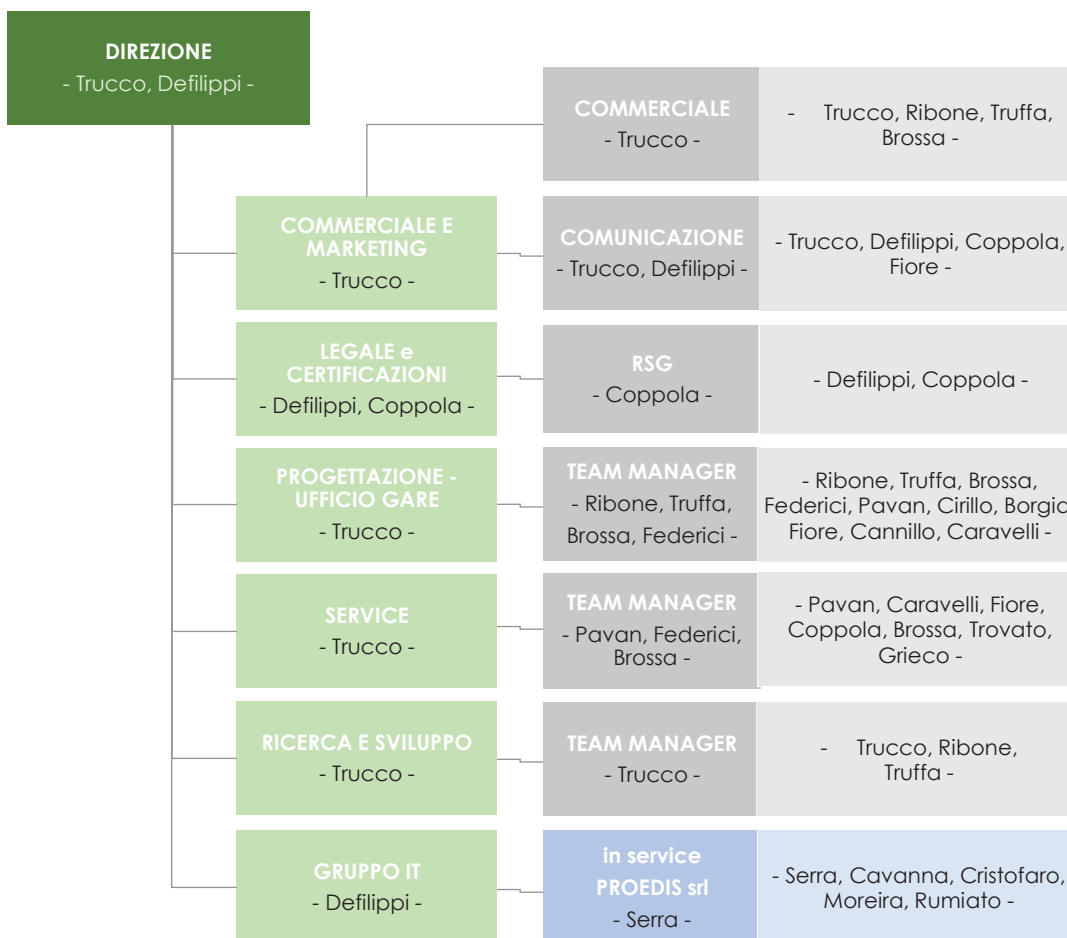 DIREZIONE
- Trucco, Defilippi -
COMMERCIALE
- Trucco -
- Trucco, Ribone, Truffa,
Brossa -
COMMERCIALE E
MARKETING
- Trucco -
COMUNICAZIONE
- Trucco, Defilippi -
- Trucco, Defilippi, Coppola,
Fiore -
LEGALE e
CERTIFICAZIONI
- Defilippi, Coppola -
RSG
- Coppola -
- Defilippi, Coppola -
PROGETTAZIONE -
UFFICIO GARE
- Trucco -
TEAM MANAGER
- Ribone, Truffa,
Brossa, Federici -
- Ribone, Truffa, Brossa,
Federici, Pavan, Cirillo,
Fiore, Cannillo, Caravelli -
SERVICE
- Trucco -
TEAM MANAGER
- Pavan, Federici,
Brossa -
- Pavan, Caravelli, Fiore,
Coppola, Brossa, Trovato,
Grieco -
RICERCA E SVILUPPO
- Trucco -
TEAM MANAGER
- Trucco -
- Trucco, Ribone,
Truffa -
GRUPPO IT
- Defilippi -
in service
PROEDIS srl
- Serra -
- Serra, Cavanna, Cristofaro,
Moreira, Rumiato -